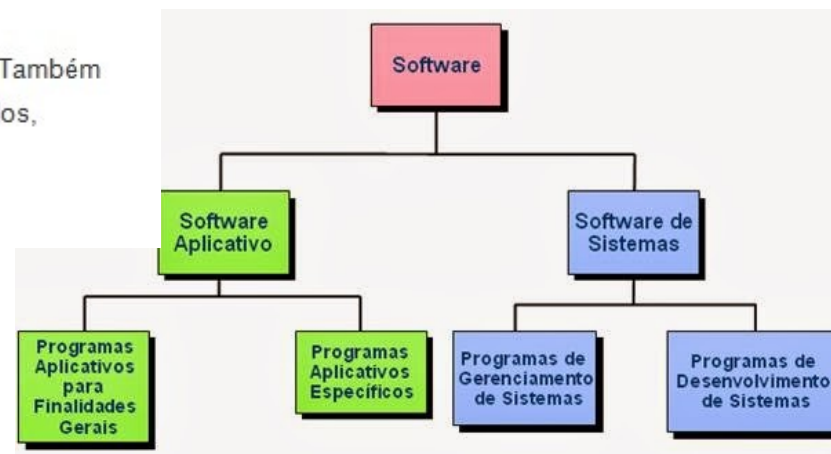 Também
os,
Software
Software
Aplicativo
Software de
Sistemas
Programas
Aplicativos
para
Finalidades
Gerais
Programas
Aplicativos
Específicos
Programas de
Gerenciamento
de Sistemas
Programas de
Desenvolvimento
de Sistemas